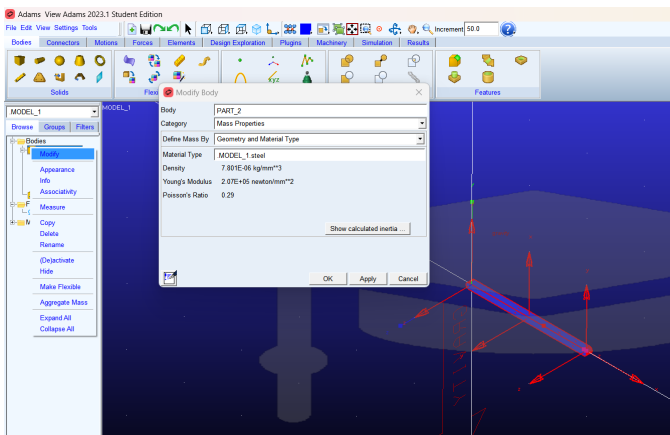 Adams View Adams 2023.1 Student Edition
File Edit View Settings Tools
Increment 50.0
Bodies Connectors Motions Forces Elements Design Exploration Plugins Machinery Simulation Results
Solids
Flexi
Features
MODEL_1
Browse Groups Filters
Bodies
Modify
Appearance
Info
Associativity
Measure
Copy
Delete
Rename
(De)activate
Hide
Make Flexible
Aggregate Mass
Expand All
Collapse All
MODEL_1
Modify Body
Body PART_2
Category Mass Properties
Define Mass By Geometry and Material Type
Material Type .MODEL_1.steel
Density 7.801E-06 kg/mm**3
Young's Modulus 2.07E+05 newton/mm**2
Poisson's Ratio 0.29
Show calculated inertia ...
OK Apply Cancel